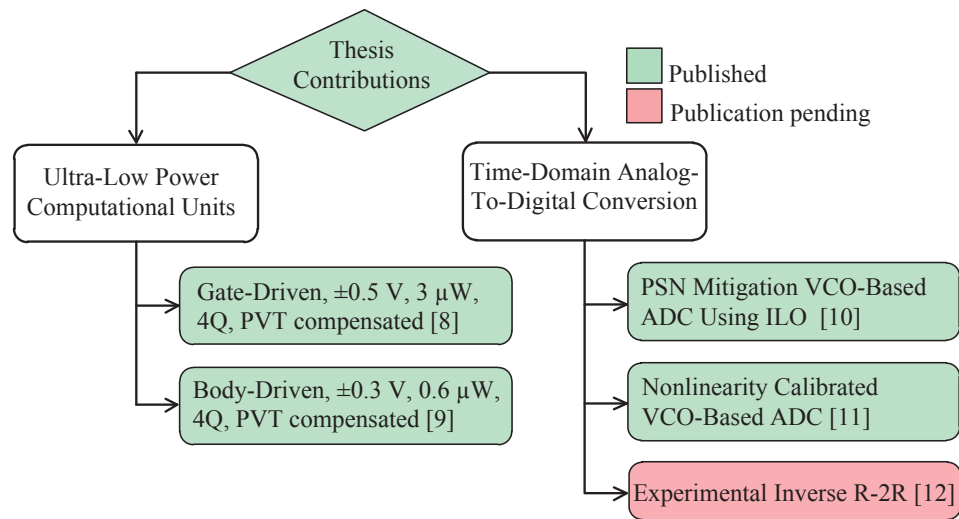 Thesis
Contributions
Published
Publication pending
Ultra-Low Power
Computational Units
Time-Domain Analog-
To-Digital Conversion
Gate-Driven, ±0.5 V, 3 µW,
4Q, PVT compensated [8]
Body-Driven, ±0.3 V, 0.6 µW,
4Q, PVT compensated [9]
PSN Mitigation VCO-Based
ADC Using ILO [10]
Nonlinearity Calibrated
VCO-Based ADC [11]
Experimental Inverse R-2R [12]